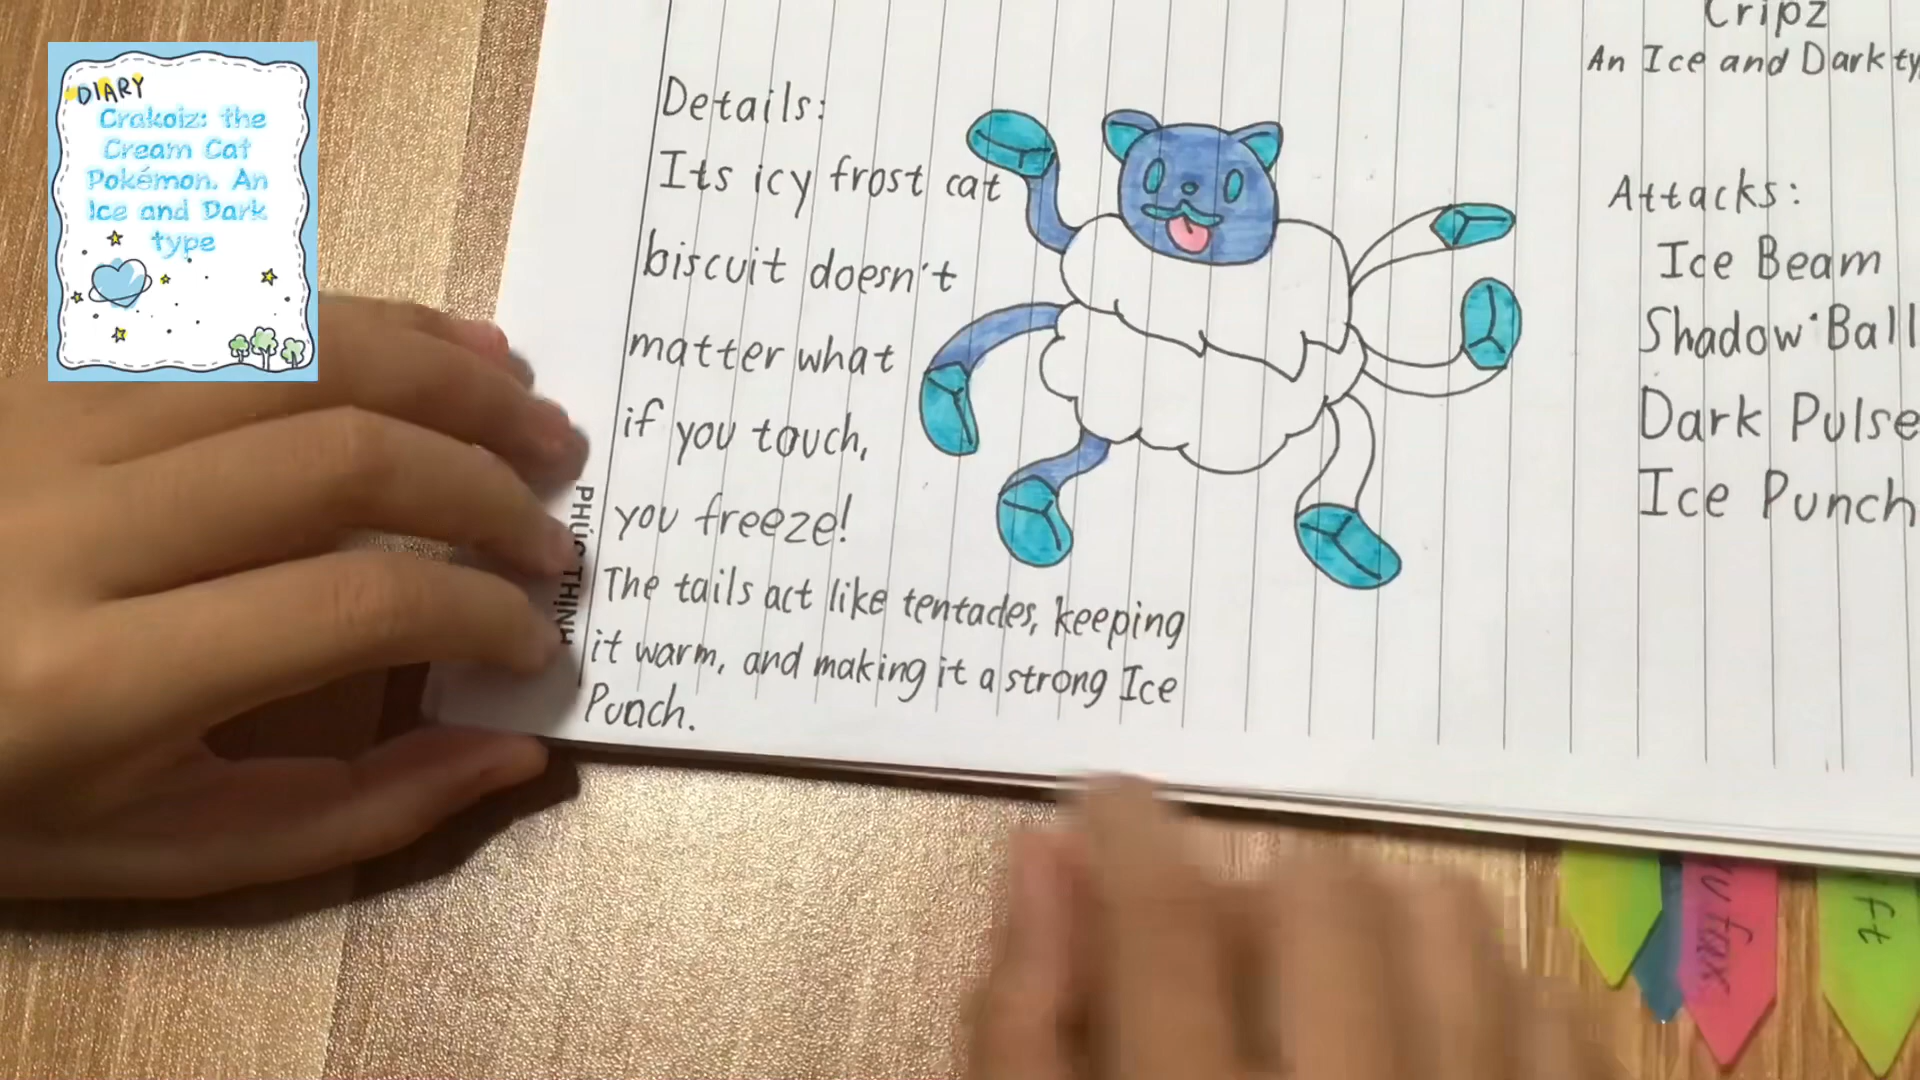 DIARY
Crakoiz: the
Cream Cat
Pokémon. An
Ice and Dark
type
Details:
Its icy frost cat
biscuit doesn't
matter what
if you touch,
you freeze!
The tails act like tentacles, keeping
it warm, and making it a strong Ice
Punch.
Cripz
An Ice and Dark ty
Attacks:
Ice Beam
Shadow Ball
Dark Pulse
Ice Punch
PHÚC THỊNH